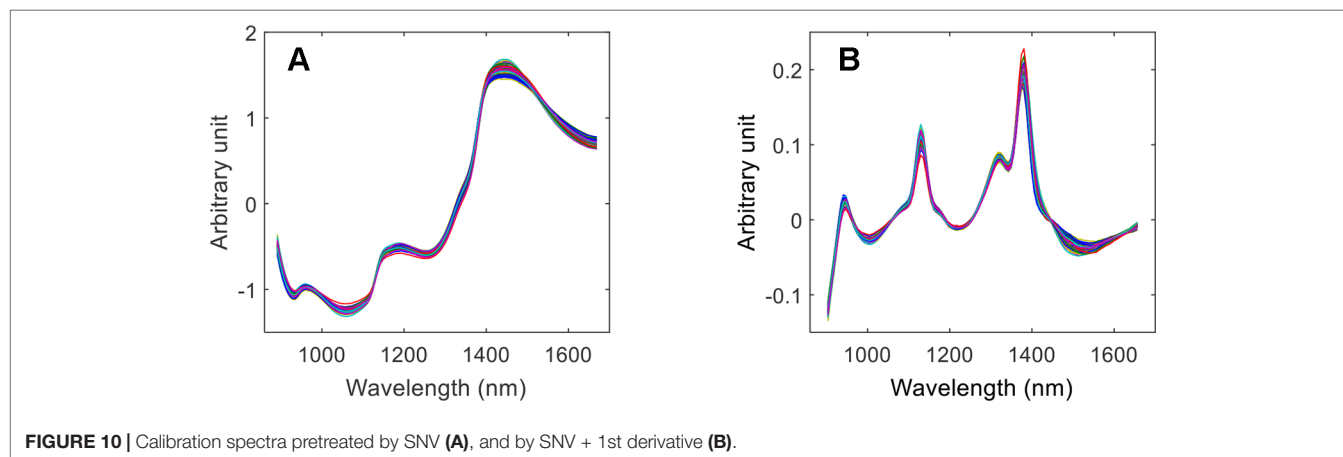 A
2
1
0
-1
Arbitrary unit
1000 1200 1400 1600
Wavelength (nm)
B
0.2
0.1
0
-0.1
Arbitrary unit
1000 1200 1400 1600
Wavelength (nm)
FIGURE 10 | Calibration spectra pretreated by SNV (A), and by SNV + 1st derivative (B).